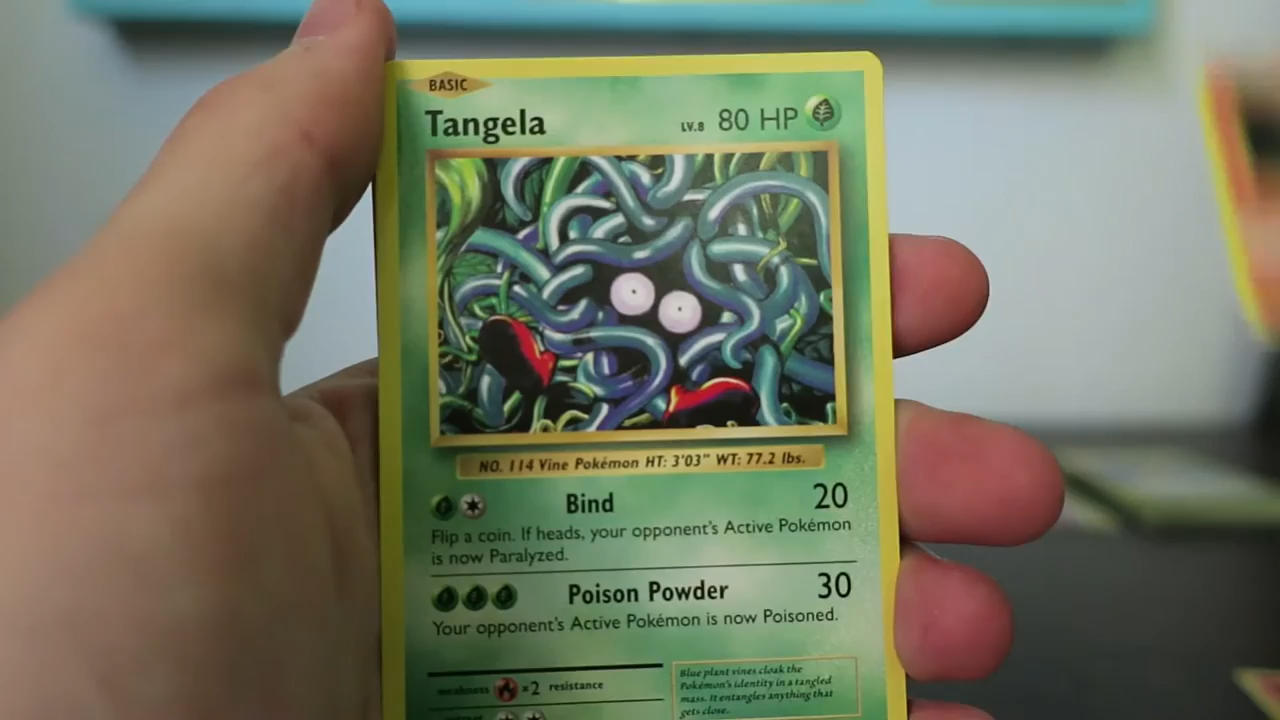 BASIC
Tangela LV.8 80 HP
NO. 114 Vine Pokémon HT: 3'03" WT: 77.2 lbs.
Bind 20
Flip a coin. If heads, your opponent's Active Pokémon
is now Paralyzed.
Poison Powder 30
Your opponent's Active Pokémon is now Poisoned.
weakness ×2 resistance
Blue plant vines cloak the
Pokémon's identity in a tangled
mass. It entangles anything that
gets close.